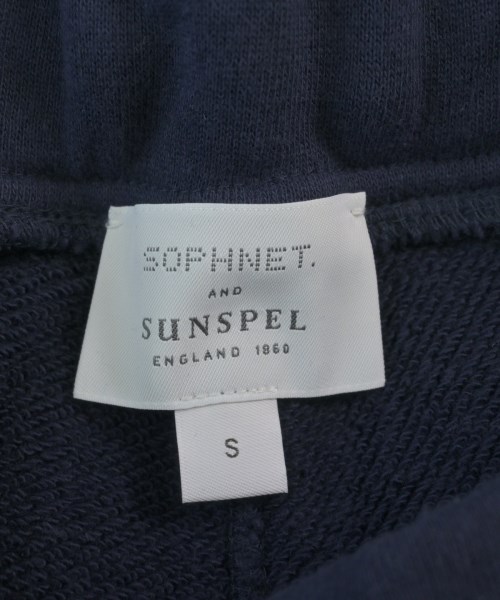 SOPHNET.
AND
SUNSPEL
ENGLAND 1860
S